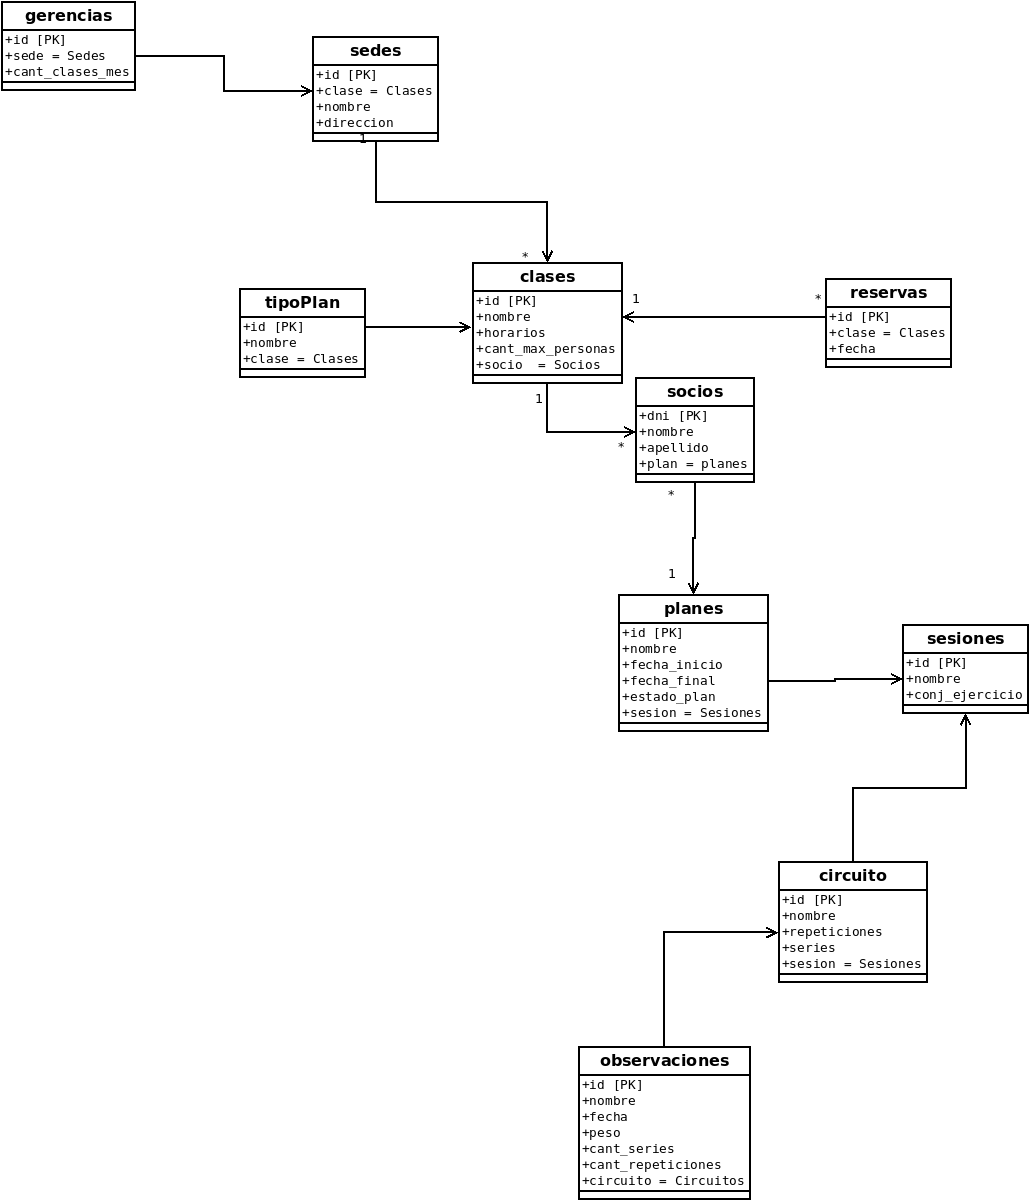 gerencias
+id [PK]
+sede = Sedes
+cant_clases_mes
sedes
+id [PK]
+clase = Clases
+nombre
+direccion
1
*
clases
+id [PK]
+nombre
+horarios
+cant_max_personas
+socio  = Socios
tipoPlan
+id [PK]
+nombre
+clase = Clases
1
*
reservas
+id [PK]
+clase = Clases
+fecha
1
*
socios
+dni [PK]
+nombre
+apellido
+plan = planes
*
1
planes
+id [PK]
+nombre
+fecha_inicio
+fecha_final
+estado_plan
+sesion = Sesiones
sesiones
+id [PK]
+nombre
+conj_ejercicio
circuito
+id [PK]
+nombre
+repeticiones
+series
+sesion = Sesiones
observaciones
+id [PK]
+nombre
+fecha
+peso
+cant_series
+cant_repeticiones
+circuito = Circuitos